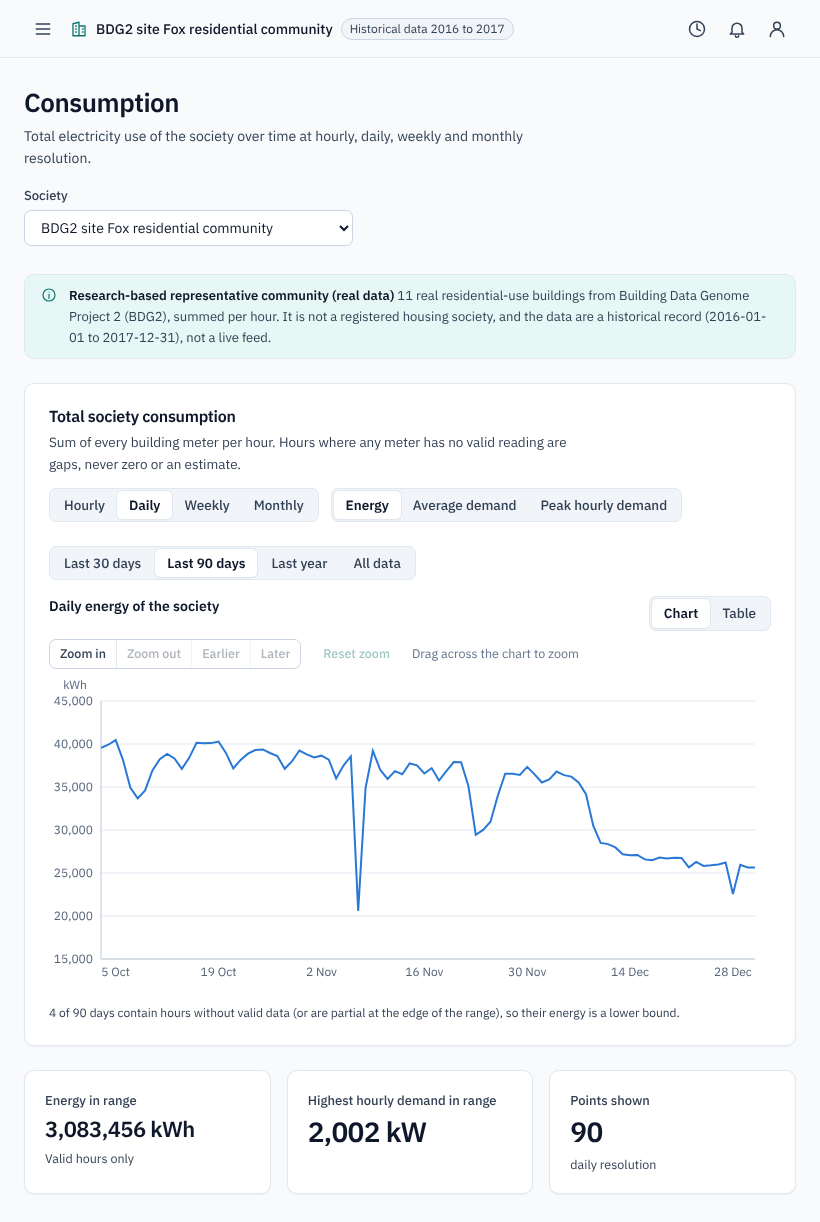 BDG2 site Fox residential community
Historical data 2016 to 2017
Consumption
Total electricity use of the society over time at hourly, daily, weekly and monthly
resolution.
Society
BDG2 site Fox residential community
Research-based representative community (real data) 11 real residential-use buildings from Building Data Genome
Project 2 (BDG2), summed per hour. It is not a registered housing society, and the data are a historical record (2016-01-
01 to 2017-12-31), not a live feed.
Total society consumption
Sum of every building meter per hour. Hours where any meter has no valid reading are
gaps, never zero or an estimate.
Hourly Daily Weekly Monthly Energy Average demand Peak hourly demand
Last 30 days Last 90 days Last year All data
Daily energy of the society
Chart Table
Zoom in Zoom out Earlier Later Reset zoom Drag across the chart to zoom
kWh
45,000
40,000
35,000
30,000
25,000
20,000
15,000
5 Oct 19 Oct 2 Nov 16 Nov 30 Nov 14 Dec 28 Dec
4 of 90 days contain hours without valid data (or are partial at the edge of the range), so their energy is a lower bound.
Energy in range
3,083,456 kWh
Valid hours only
Highest hourly demand in range
2,002 kW
Points shown
90
daily resolution